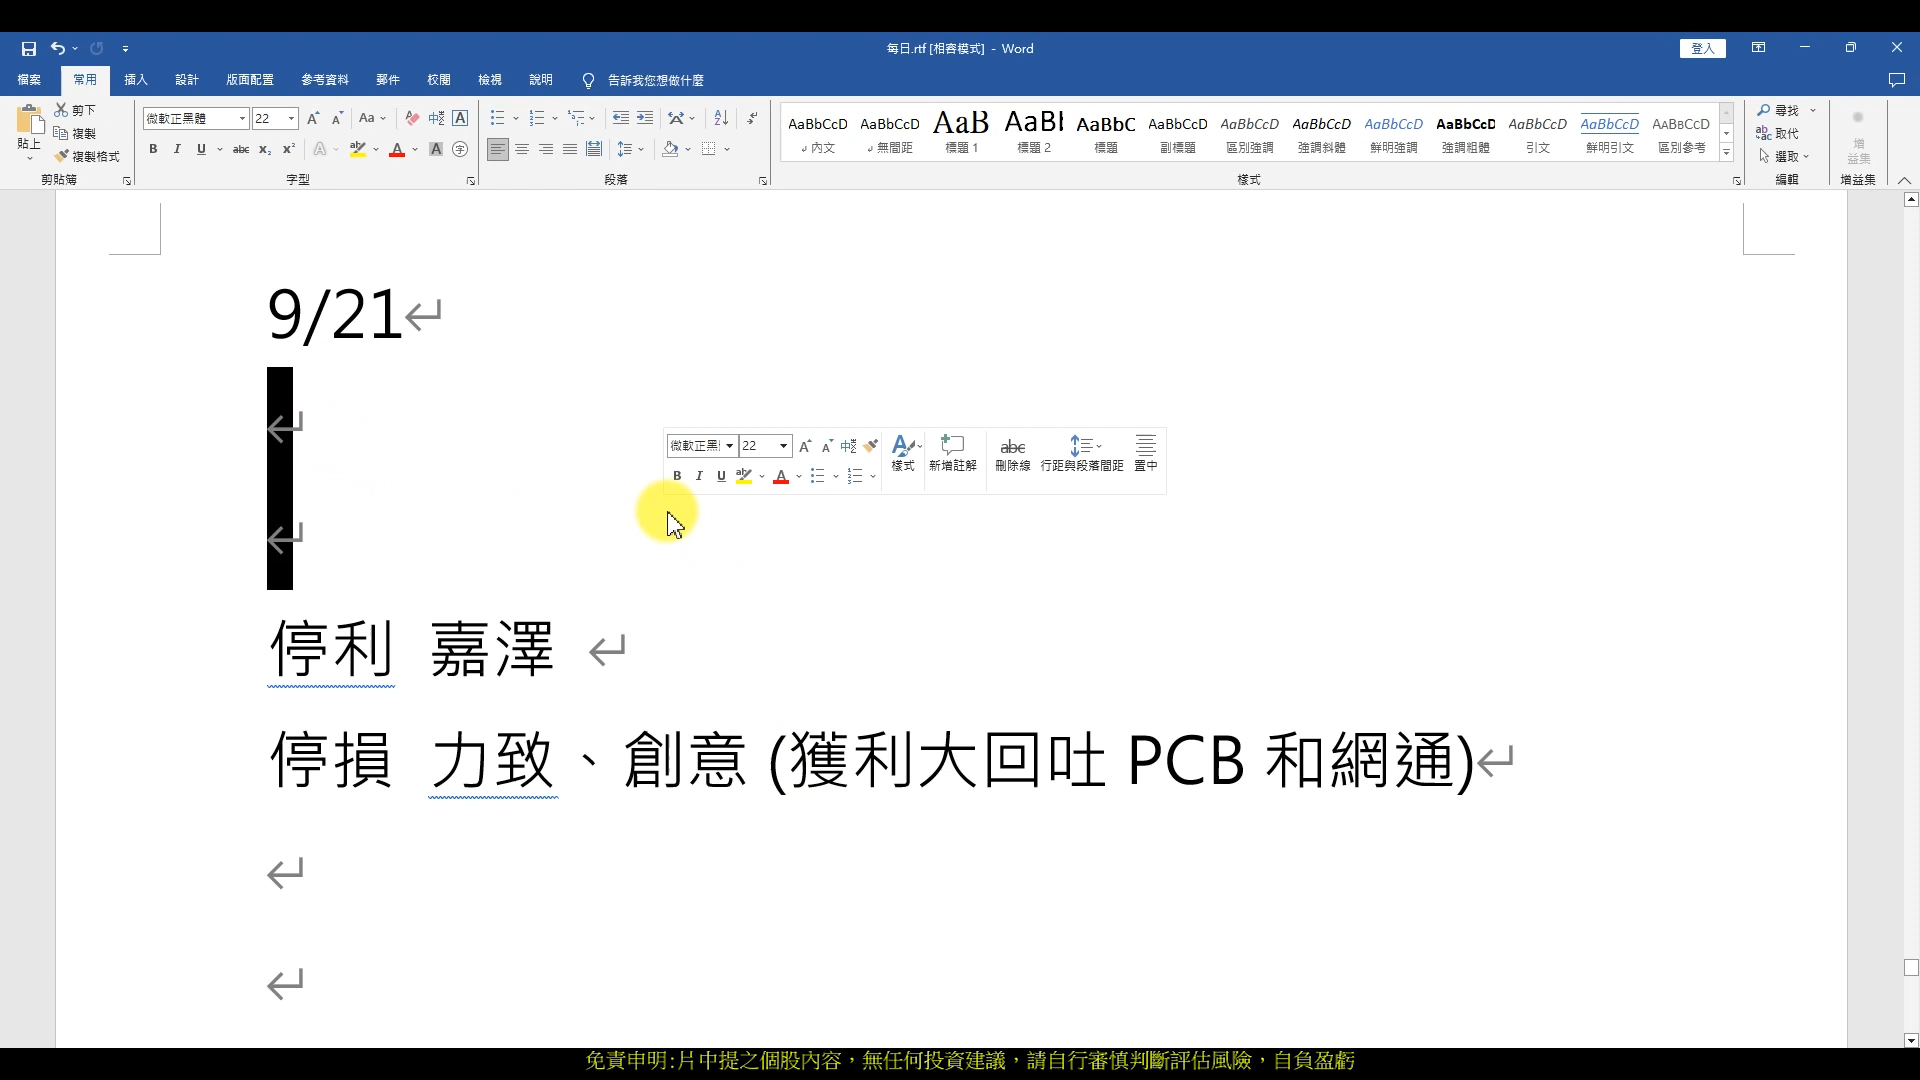 每日.rtf [相容模式] - Word
登入
檔案 常用 插入 設計 版面配置 參考資料 郵件 校閱 檢視 說明 告訴我您想做什麼
貼上
剪下
複製
複製格式
剪貼簿
微軟正黑體 22
字型
段落
AaBbCcD AaBbCcD AaB AaBl AaBbC AaBbCcD AaBbCcD AaBbCcD AaBbCcD AaBbCcD AaBbCcD AaBbCcD AaBbCcD
內文 無間距 標題 1 標題 2 標題 副標題 區別強調 強調斜體 鮮明強調 強調粗體 引文 鮮明引文 區別參考
樣式
尋找
取代
選取
編輯
增益集
增益集
9/21
微軟正黑 22
樣式 新增註解 刪除線 行距與段落間距 置中
停利 嘉澤
停損 力致、創意 (獲利大回吐 PCB 和網通)
免責申明:片中提之個股內容，無任何投資建議，請自行審慎判斷評估風險，自負盈虧